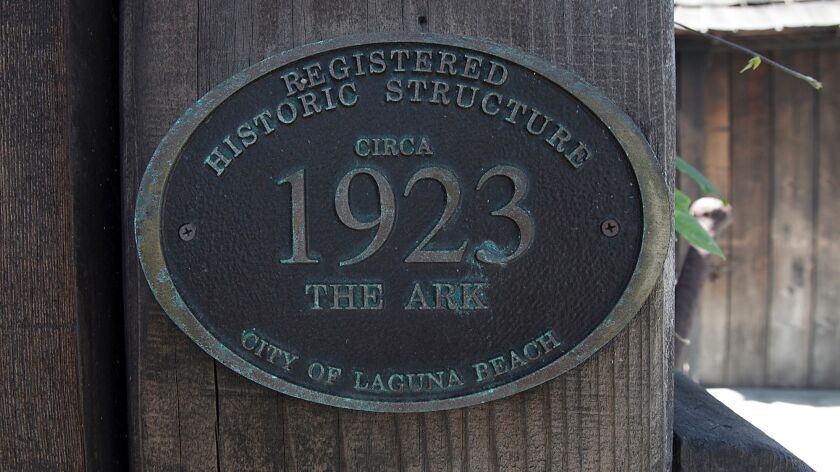 REGISTERED
HISTORIC STRUCTURE
CIRCA
1923
THE ARK
CITY OF LAGUNA BEACH